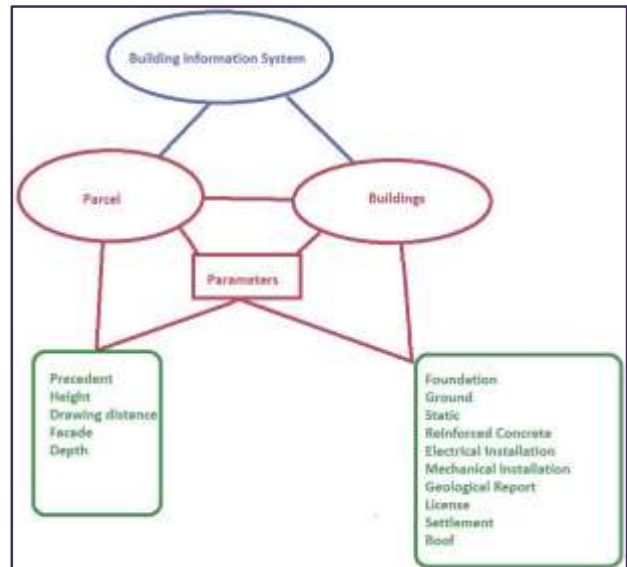 Building Information System
Parcel
Buildings
Parameters
Precedent
Height
Drawing distance
Facade
Depth
Foundation
Ground
Static
Reinforced Concrete
Electrical Installation
Mechanical Installation
Geological Report
License
Settlement
Roof